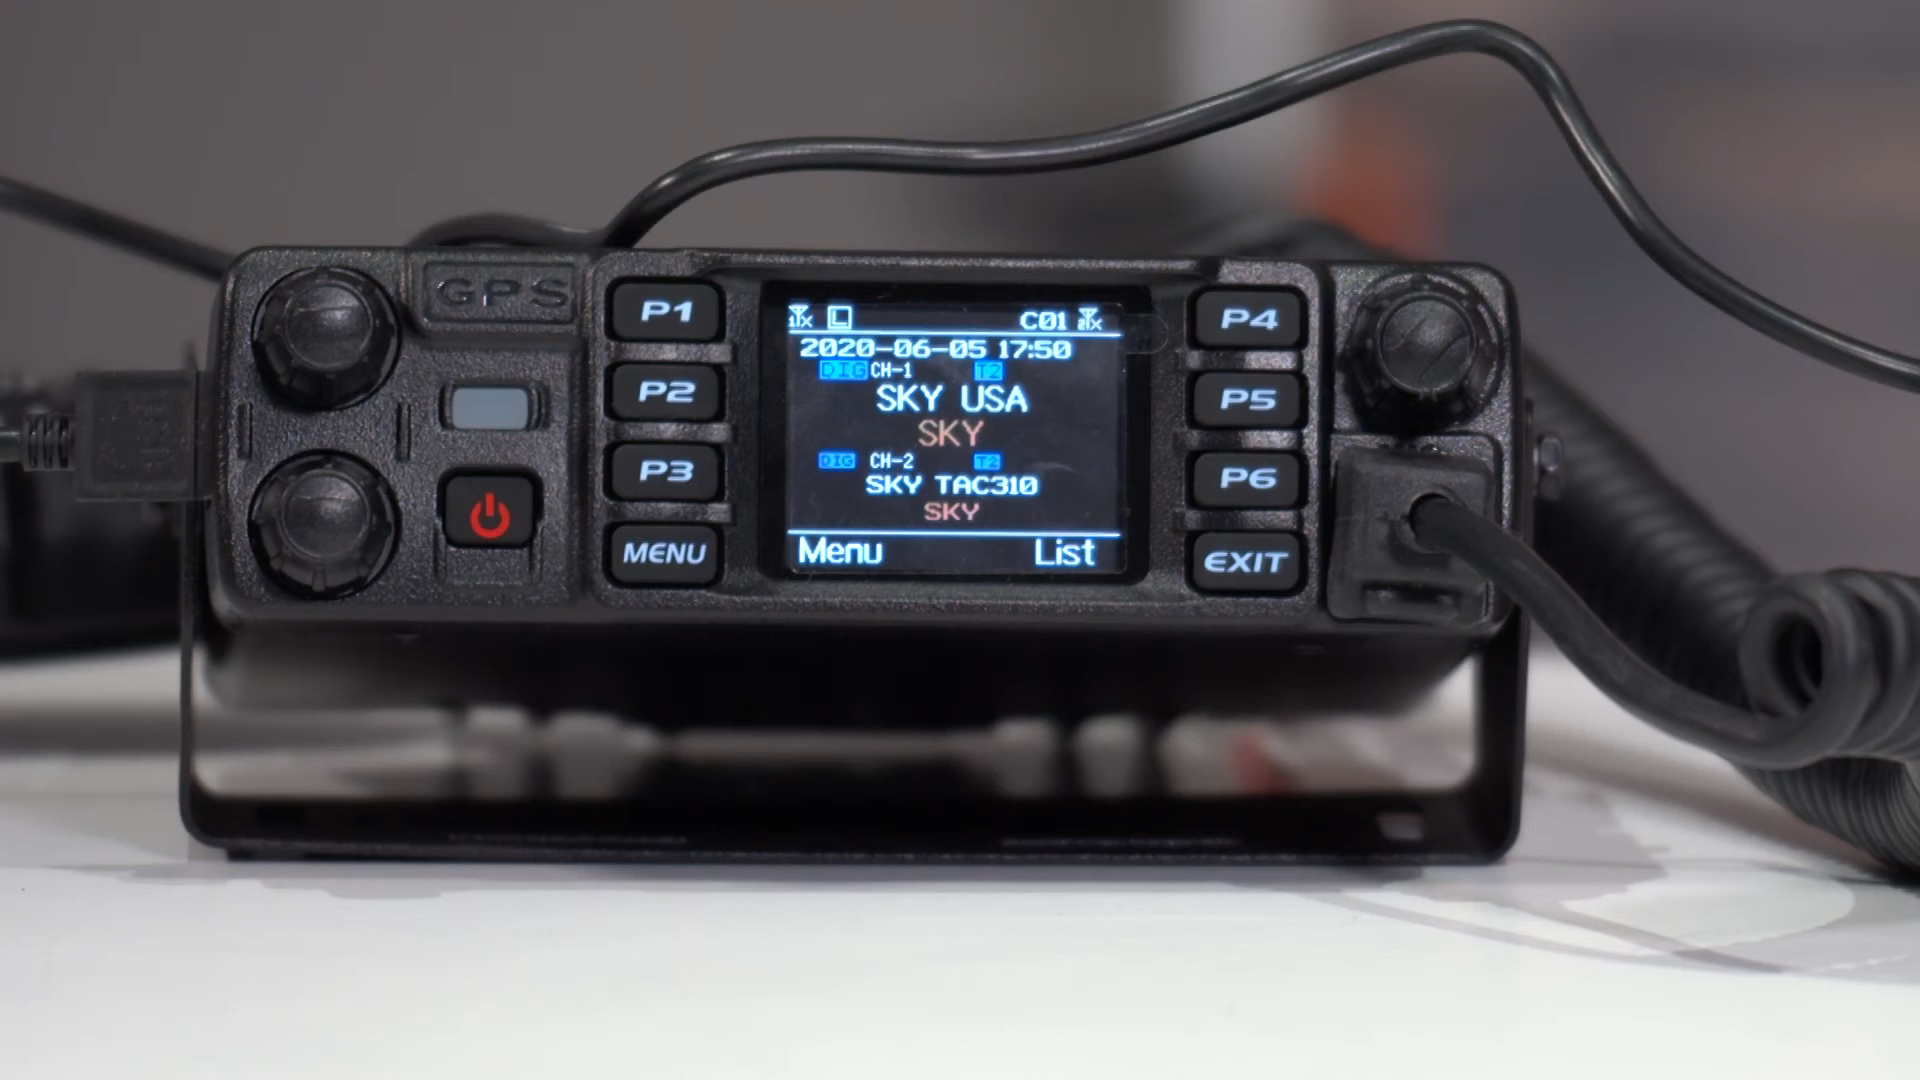 GPS
P1
P2
P3
MENU
C01
2020-06-05 17:50
DIG CH-1 T2
SKY USA
SKY
DIG CH-2 T2
SKY TAC310
SKY
Menu List
P4
P5
P6
EXIT